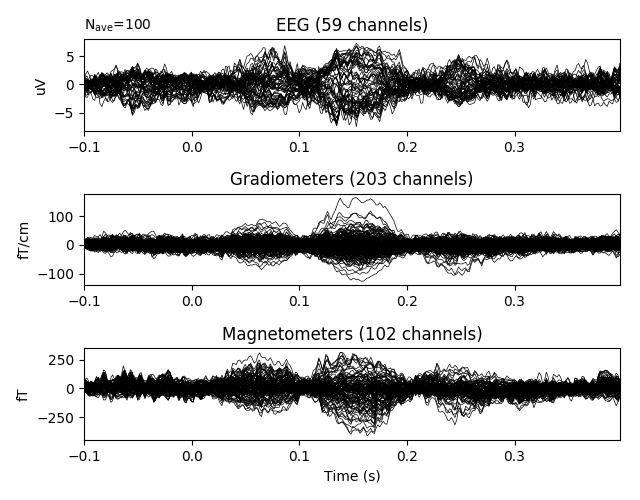 N_ave=100
EEG (59 channels)
5
0
−5
uV
−0.1 0.0 0.1 0.2 0.3
Gradiometers (203 channels)
100
0
−100
fT/cm
−0.1 0.0 0.1 0.2 0.3
Magnetometers (102 channels)
250
0
−250
fT
−0.1 0.0 0.1 0.2 0.3
Time (s)